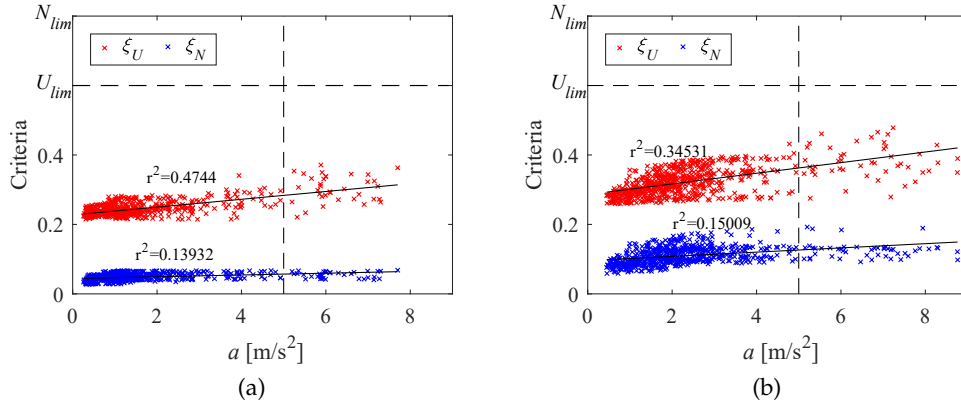 N_lim
ξ_U ξ_N
U_lim
Criteria
0.4
r²=0.4744
0.2
r²=0.13932
0
0 2 4 6 8
a [m/s²]
(a)
N_lim
ξ_U ξ_N
U_lim
Criteria
0.4
r²=0.34531
0.2
r²=0.15009
0
0 2 4 6 8
a [m/s²]
(b)